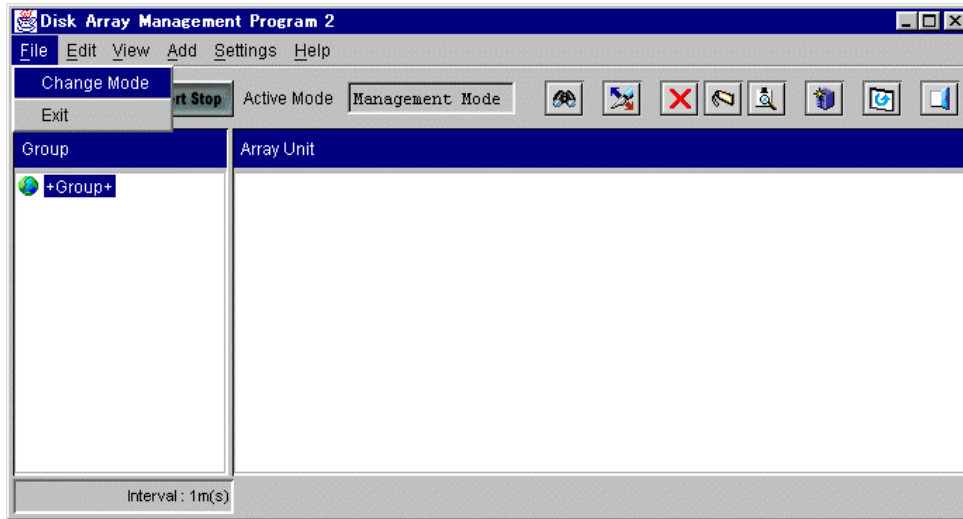 Disk Array Management Program 2
File Edit View Add Settings Help
Change Mode
Exit
rt Stop Active Mode Management Mode
Group
Array Unit
+Group+
Interval : 1m(s)